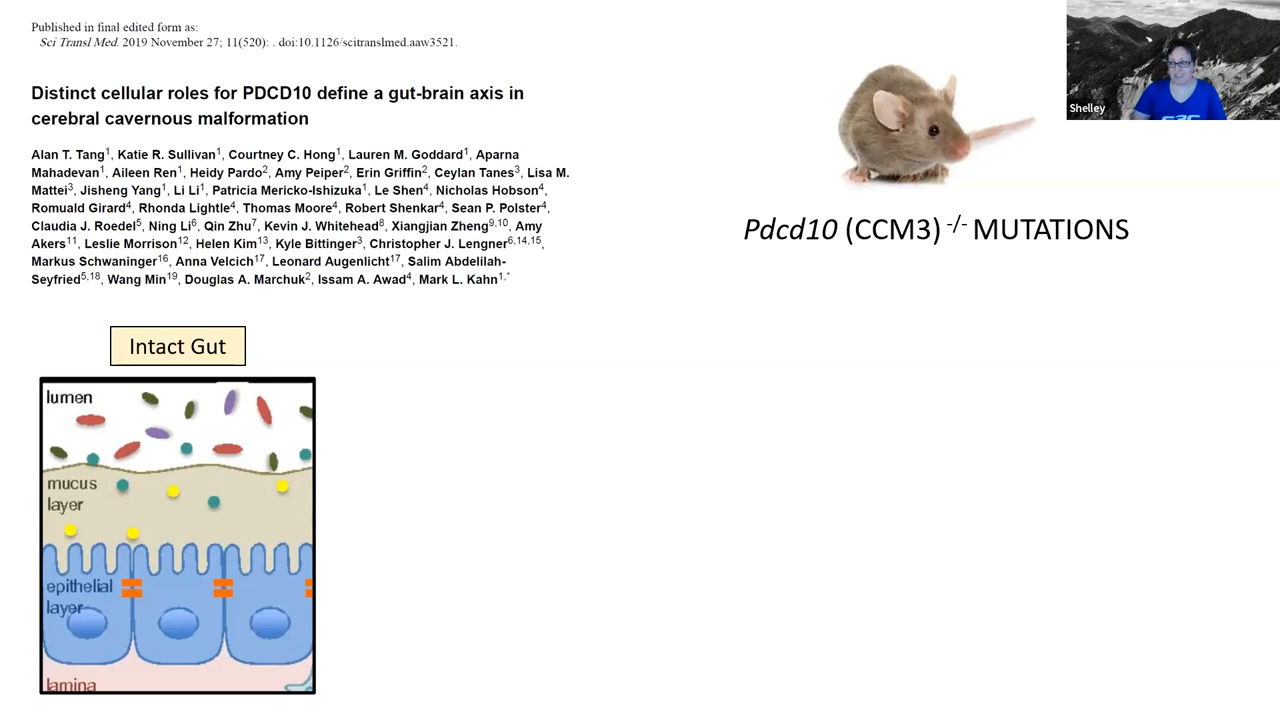 Published in final edited form as:
Sci Transl Med. 2019 November 27; 11(520): . doi:10.1126/scitranslmed.aaw3521.
Distinct cellular roles for PDCD10 define a gut-brain axis in
cerebral cavernous malformation
Alan T. Tang1, Katie R. Sullivan1, Courtney C. Hong1, Lauren M. Goddard1, Aparna
Mahadevan1, Aileen Ren1, Heidy Pardo2, Amy Peiper2, Erin Griffin2, Ceylan Tanes3, Lisa M.
Mattei3, Jisheng Yang1, Li Li1, Patricia Mericko-Ishizuka1, Le Shen4, Nicholas Hobson4,
Romuald Girard4, Rhonda Lightle4, Thomas Moore4, Robert Shenkar4, Sean P. Polster4,
Claudia J. Roedel5, Ning Li6, Qin Zhu7, Kevin J. Whitehead8, Xiangjian Zheng9,10, Amy
Akers11, Leslie Morrison12, Helen Kim13, Kyle Bittinger3, Christopher J. Lengner6,14,15,
Markus Schwaninger16, Anna Velcich17, Leonard Augenlicht17, Salim Abdelilah-
Seyfried5,18, Wang Min19, Douglas A. Marchuk2, Issam A. Awad4, Mark L. Kahn1,*
Shelley
Pdcd10 (CCM3) -/- MUTATIONS
Intact Gut
lumen
mucus
layer
epithelial
layer
lamina